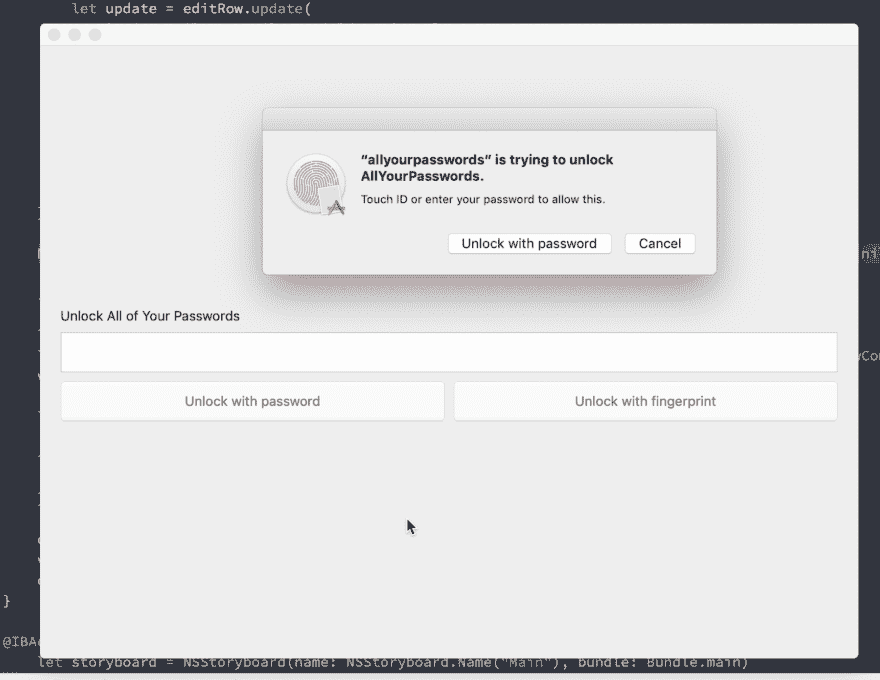 let update = editRow.update(
"allyourpasswords" is trying to unlock
AllYourPasswords.
Touch ID or enter your password to allow this.
Unlock with password
Cancel
Unlock All of Your Passwords
Unlock with password
Unlock with fingerprint
}
@IBA
let storyboard = NSStoryboard(name: NSStoryboard.Name("Main"), bundle: Bundle.main)